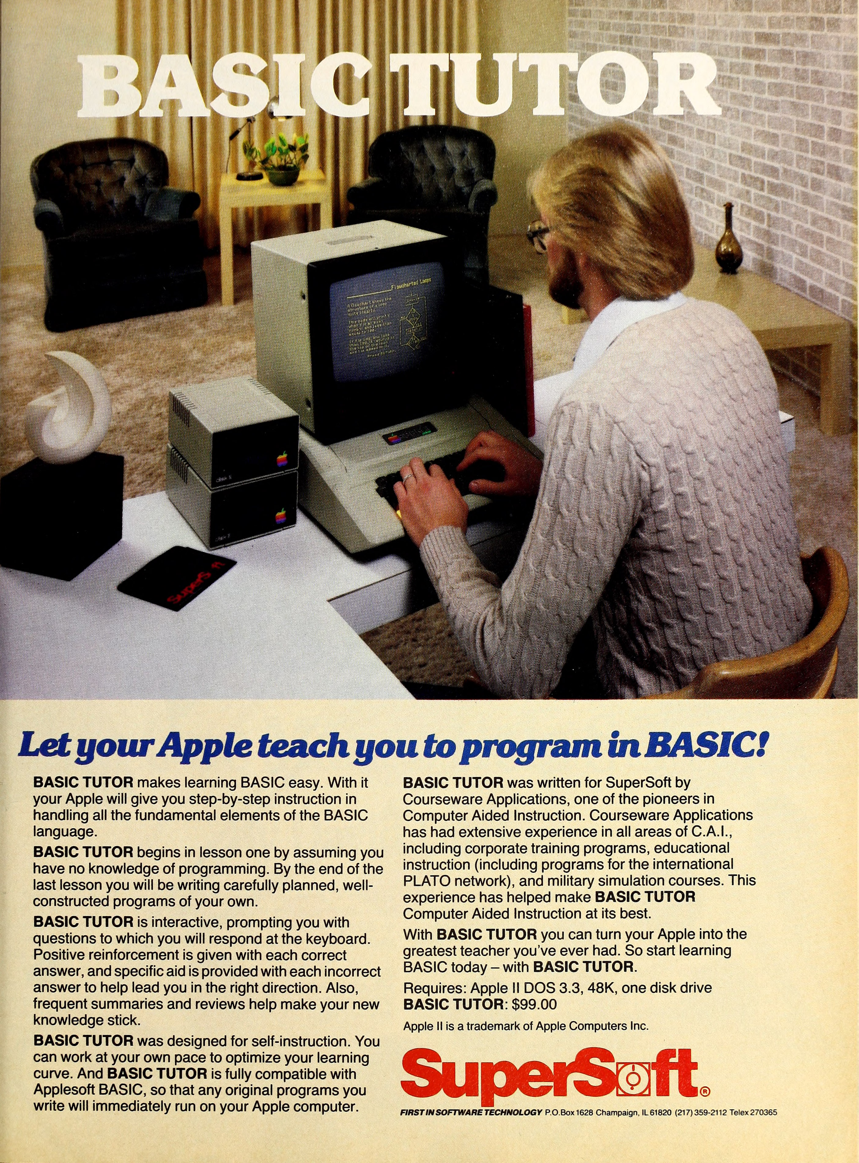 BASIC TUTOR
Flowcharted Loops
SuperSoft
Let your Apple teach you to program in BASIC!
BASIC TUTOR makes learning BASIC easy. With it
your Apple will give you step-by-step instruction in
handling all the fundamental elements of the BASIC
language.
BASIC TUTOR begins in lesson one by assuming you
have no knowledge of programming. By the end of the
last lesson you will be writing carefully planned, well-
constructed programs of your own.
BASIC TUTOR is interactive, prompting you with
questions to which you will respond at the keyboard.
Positive reinforcement is given with each correct
answer, and specific aid is provided with each incorrect
answer to help lead you in the right direction. Also,
frequent summaries and reviews help make your new
knowledge stick.
BASIC TUTOR was designed for self-instruction. You
can work at your own pace to optimize your learning
curve. And BASIC TUTOR is fully compatible with
Applesoft BASIC, so that any original programs you
write will immediately run on your Apple computer.
BASIC TUTOR was written for SuperSoft by
Courseware Applications, one of the pioneers in
Computer Aided Instruction. Courseware Applications
has had extensive experience in all areas of C.A.I.,
including corporate training programs, educational
instruction (including programs for the international
PLATO network), and military simulation courses. This
experience has helped make BASIC TUTOR
Computer Aided Instruction at its best.
With BASIC TUTOR you can turn your Apple into the
greatest teacher you've ever had. So start learning
BASIC today – with BASIC TUTOR.
Requires: Apple II DOS 3.3, 48K, one disk drive
BASIC TUTOR: $99.00
Apple II is a trademark of Apple Computers Inc.
SuperSoft®
FIRST IN SOFTWARE TECHNOLOGY P.O. Box 1628 Champaign, IL 61820 (217) 359-2112 Telex 270365